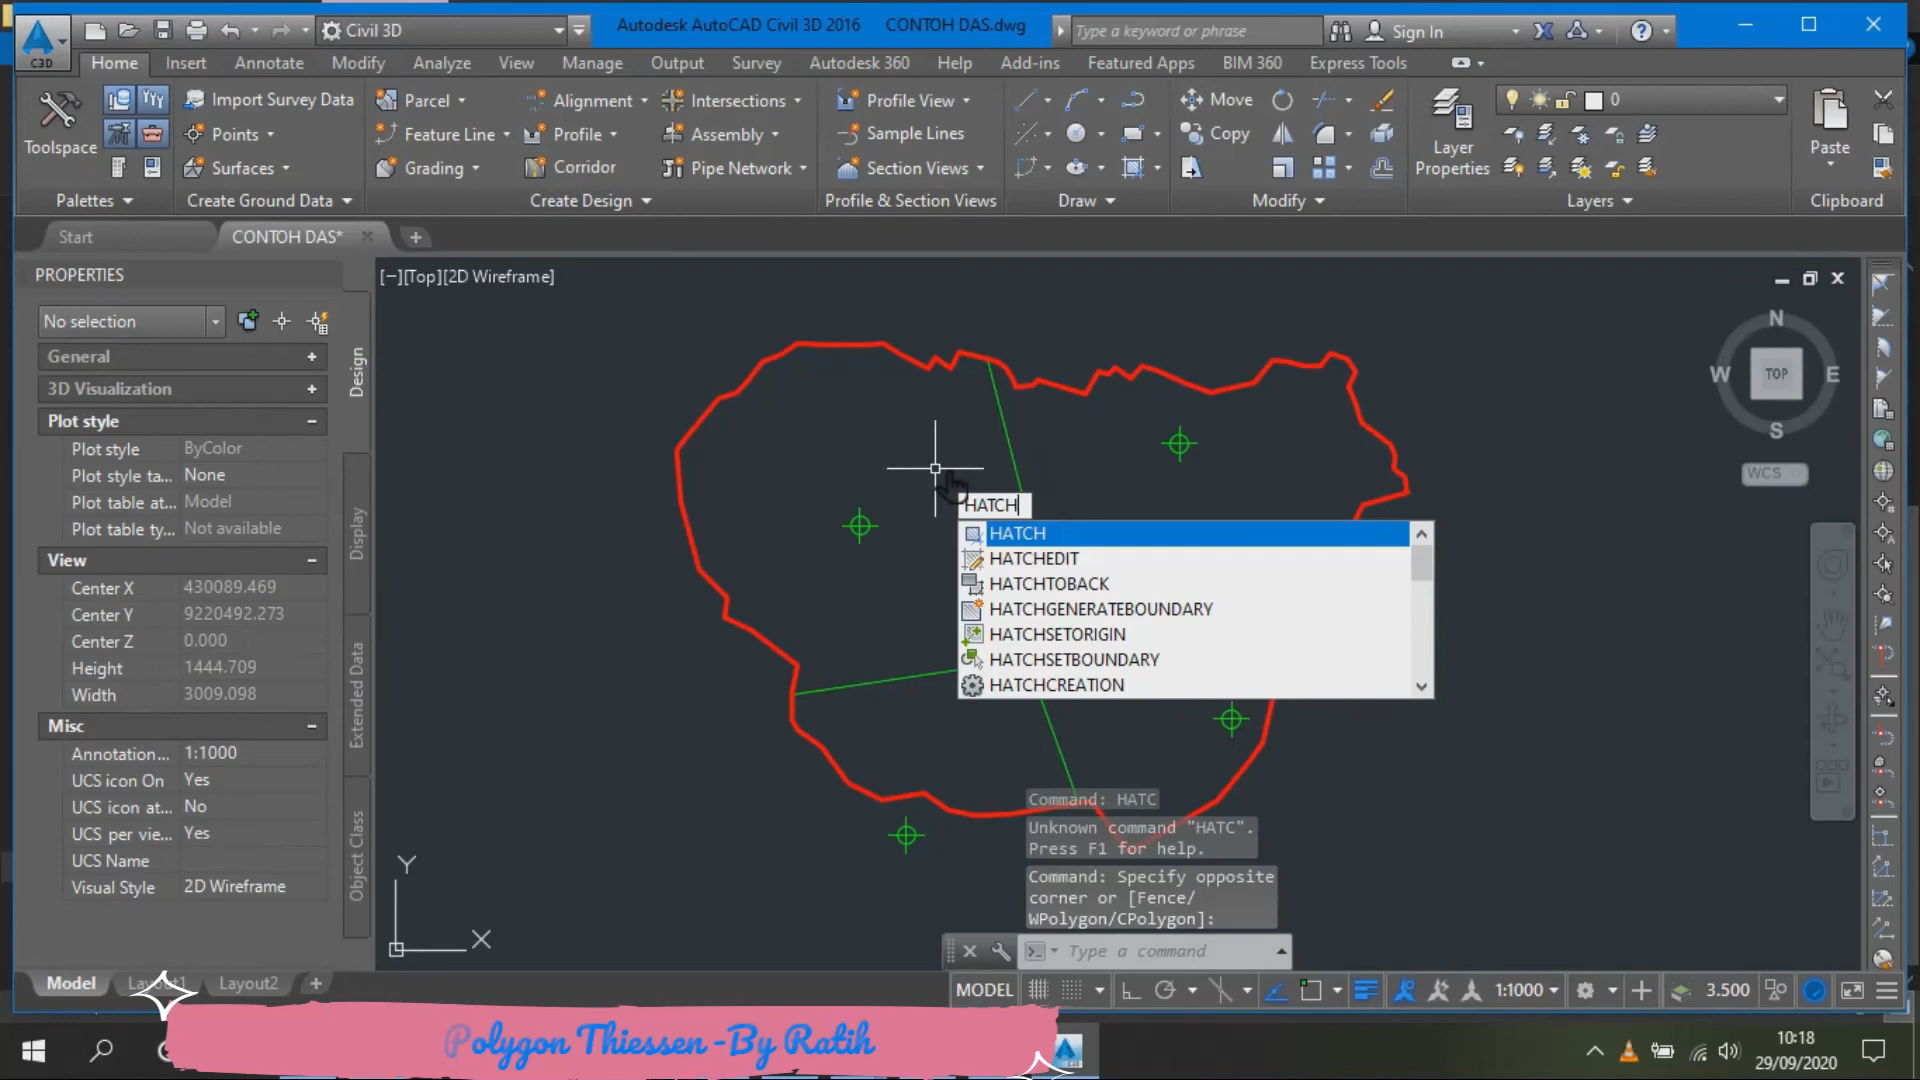 Autodesk AutoCAD Civil 3D 2016 CONTOH DAS.dwg
Civil 3D
Type a keyword or phrase
Sign In
C3D
Home Insert Annotate Modify Analyze View Manage Output Survey Autodesk 360 Help Add-ins Featured Apps BIM 360 Express Tools
Toolspace
Import Survey Data
Points
Surfaces
Parcel
Feature Line
Grading
Alignment
Profile
Corridor
Intersections
Assembly
Pipe Network
Profile View
Sample Lines
Section Views
Move
Copy
Layer
Properties
0
Paste
Palettes
Create Ground Data
Create Design
Profile & Section Views
Draw
Modify
Layers
Clipboard
Start
CONTOH DAS*
PROPERTIES
No selection
General
3D Visualization
Plot style
Plot style ByColor
Plot style ta... None
Plot table at... Model
Plot table ty... Not available
View
Center X 430089.469
Center Y 9220492.273
Center Z 0.000
Height 1444.709
Width 3009.098
Misc
Annotation... 1:1000
UCS icon On Yes
UCS icon at... No
UCS per vie... Yes
UCS Name
Visual Style 2D Wireframe
Design
Display
Extended Data
Object Class
[−][Top][2D Wireframe]
N
W
TOP
E
S
WCS
HATCH
HATCH
HATCHEDIT
HATCHTOBACK
HATCHGENERATEBOUNDARY
HATCHSETORIGIN
HATCHSETBOUNDARY
HATCHCREATION
Command: HATC
Unknown command "HATC".
Press F1 for help.
Command: Specify opposite
corner or [Fence/
WPolygon/CPolygon]:
Type a command
Y
X
Model
Layout1
Layout2
MODEL
1:1000
3.500
Polygon Thiessen -By Ratih
10:18
29/09/2020